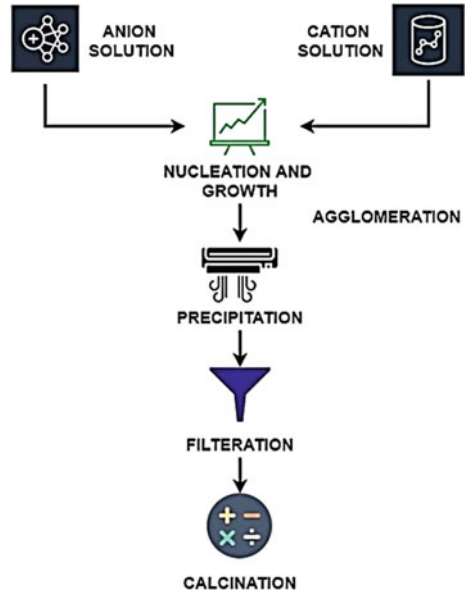 ANION
SOLUTION
CATION
SOLUTION
NUCLEATION AND
GROWTH
AGGLOMERATION
PRECIPITATION
FILTERATION
CALCINATION